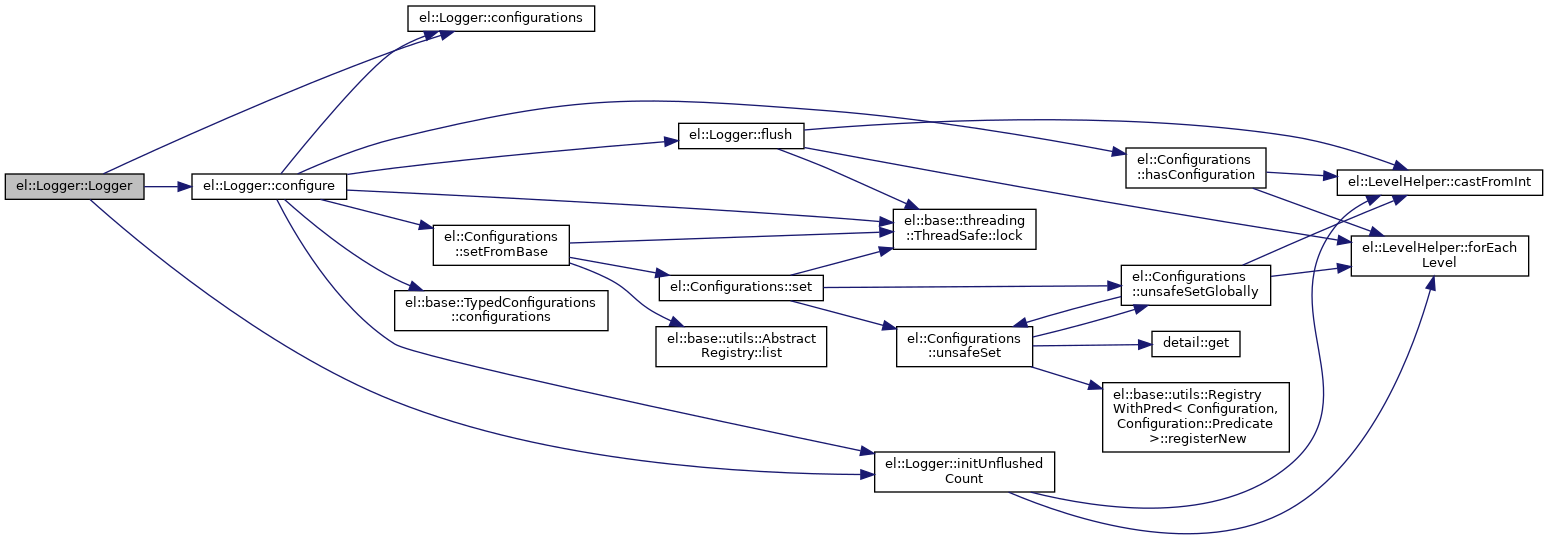 el::Logger::Logger
el::Logger::configurations
el::Logger::configure
el::Logger::flush
el::Configurations
::hasConfiguration
el::LevelHelper::castFromInt
el::base::threading
::ThreadSafe::lock
el::Configurations
::setFromBase
el::LevelHelper::forEach
Level
el::Configurations::set
el::Configurations
::unsafeSetGlobally
el::base::TypedConfigurations
::configurations
el::base::utils::Abstract
Registry::list
el::Configurations
::unsafeSet
detail::get
el::base::utils::Registry
WithPred< Configuration,
Configuration::Predicate
>::registerNew
el::Logger::initUnflushed
Count